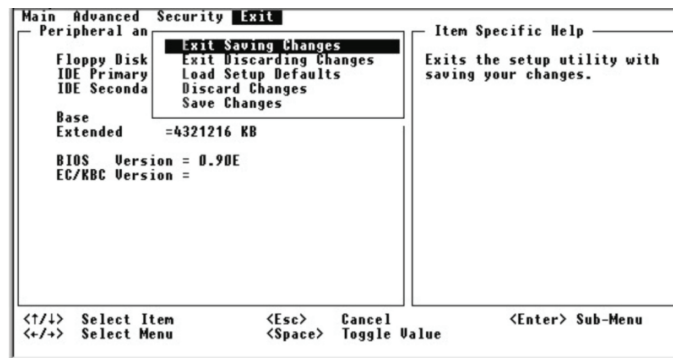 Main Advanced Security Exit
Peripheral an
Exit Saving Changes
Exit Discarding Changes
Load Setup Defaults
Discard Changes
Save Changes
Floppy Disk
IDE Primary
IDE Seconda
Base
Extended =4321216 KB
BIOS Version = 0.90E
EC/KBC Version =
Item Specific Help
Exits the setup utility with
saving your changes.
<↑/↓> Select Item <Esc> Cancel <Enter> Sub-Menu
<←/→> Select Menu <Space> Toggle Value